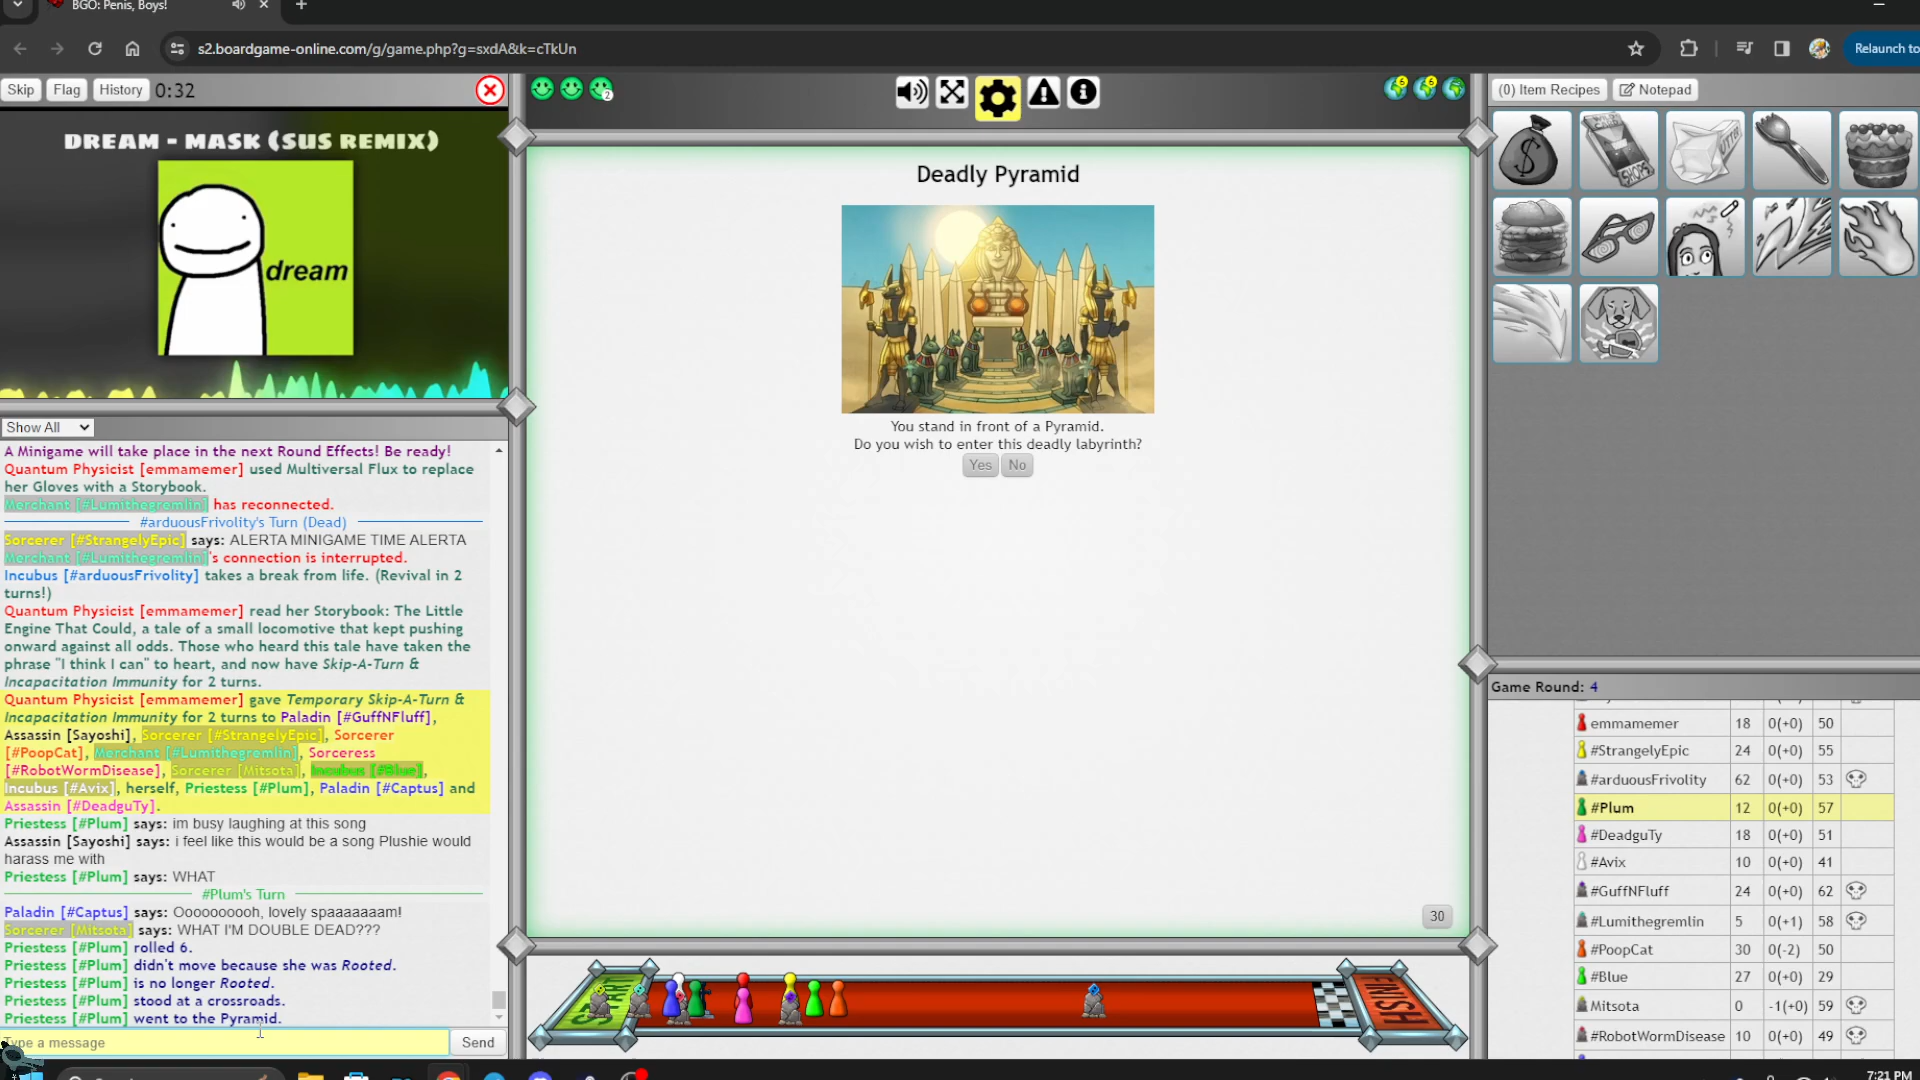 BGO: Penis, Boys!
s2.boardgame-online.com/g/game.php?g=sxdA&k=cTkUn
Relaunch to
Skip Flag History 0:32
DREAM - MASK (SUS REMIX)
dream
Show All
A Minigame will take place in the next Round Effects! Be ready!
Quantum Physicist [emmamemer] used Multiversal Flux to replace
her Gloves with a Storybook.
Merchant [#Lumithegremlin] has reconnected.
#arduousFrivolity's Turn (Dead)
Sorcerer [#StrangelyEpic] says: ALERTA MINIGAME TIME ALERTA
Merchant [#Lumithegremlin]'s connection is interrupted.
Incubus [#arduousFrivolity] takes a break from life. (Revival in 2
turns!)
Quantum Physicist [emmamemer] read her Storybook: The Little
Engine That Could, a tale of a small locomotive that kept pushing
onward against all odds. Those who heard this tale have taken the
phrase "I think I can" to heart, and now have Skip-A-Turn &
Incapacitation Immunity for 2 turns.
Quantum Physicist [emmamemer] gave Temporary Skip-A-Turn &
Incapacitation Immunity for 2 turns to Paladin [#GuffNFluff],
Assassin [Sayoshi], Sorcerer [#StrangelyEpic], Sorcerer
[#PoopCat], Merchant [#Lumithegremlin], Sorceress
[#RobotWormDisease], Sorcerer [Mitsota], Incubus [#Blue],
Incubus [#Avix], herself, Priestess [#Plum], Paladin [#Captus] and
Assassin [#DeadguTy].
Priestess [#Plum] says: im busy laughing at this song
Assassin [Sayoshi] says: i feel like this would be a song Plushie would
harass me with
Priestess [#Plum] says: WHAT
#Plum's Turn
Paladin [#Captus] says: Ooooooooh, lovely spaaaaaaam!
Sorcerer [Mitsota] says: WHAT I'M DOUBLE DEAD???
Priestess [#Plum] rolled 6.
Priestess [#Plum] didn't move because she was Rooted.
Priestess [#Plum] is no longer Rooted.
Priestess [#Plum] stood at a crossroads.
Priestess [#Plum] went to the Pyramid.
Type a message
Send
2
6 6
Deadly Pyramid
You stand in front of a Pyramid.
Do you wish to enter this deadly labyrinth?
Yes No
30
FINISH
(0) Item Recipes Notepad
Game Round: 4
emmamemer 18 0(+0) 50
#StrangelyEpic 24 0(+0) 55
#arduousFrivolity 62 0(+0) 53
#Plum 12 0(+0) 57
#DeadguTy 18 0(+0) 51
#Avix 10 0(+0) 41
#GuffNFluff 24 0(+0) 62
#Lumithegremlin 5 0(+1) 58
#PoopCat 30 0(-2) 50
#Blue 27 0(+0) 29
Mitsota 0 -1(+0) 59
#RobotWormDisease 10 0(+0) 49
7:21 PM